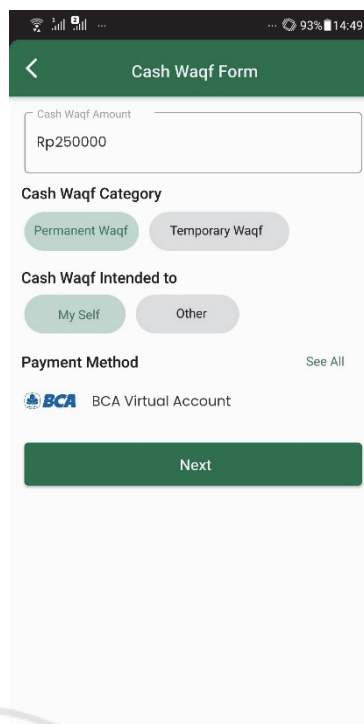 93% 14:49
Cash Waqf Form
Cash Waqf Amount
Rp250000
Cash Waqf Category
Permanent Waqf Temporary Waqf
Cash Waqf Intended to
My Self Other
Payment Method See All
BCA BCA Virtual Account
Next